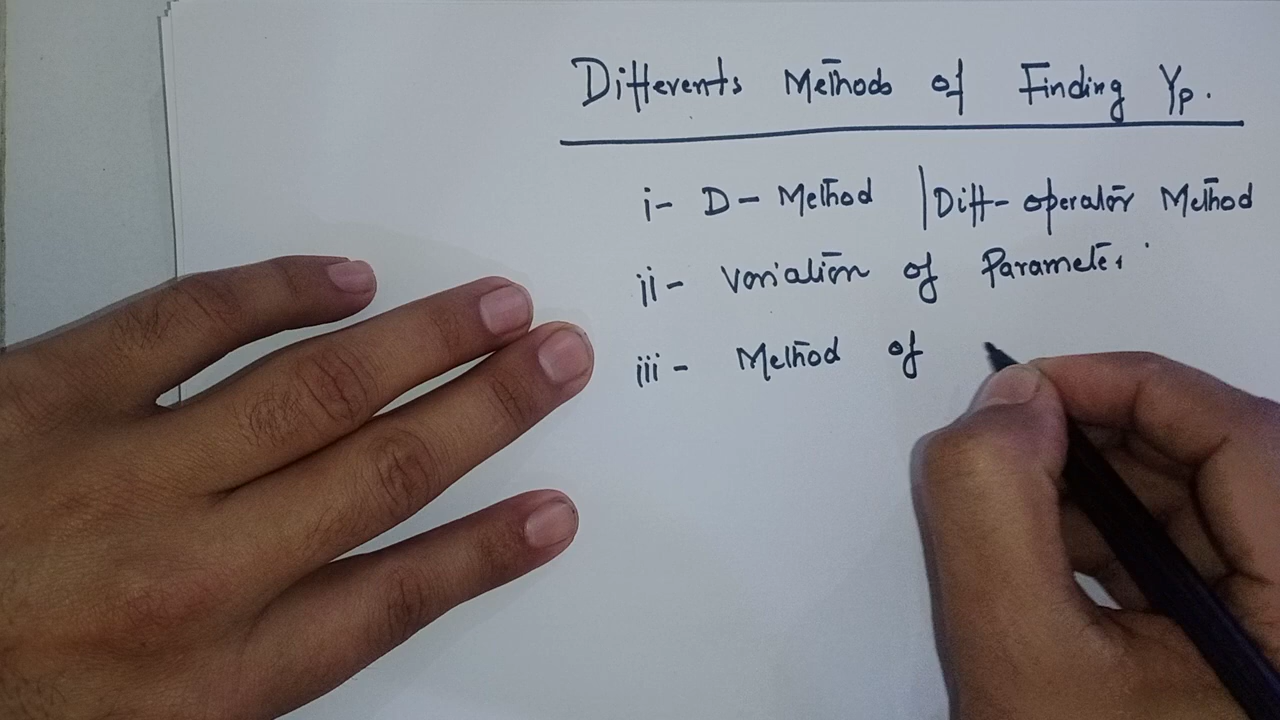 Differents Methods of Finding Yp.
i- D- Method | Diff- operator Method
ii- Variation of Parameter
iii- Method of